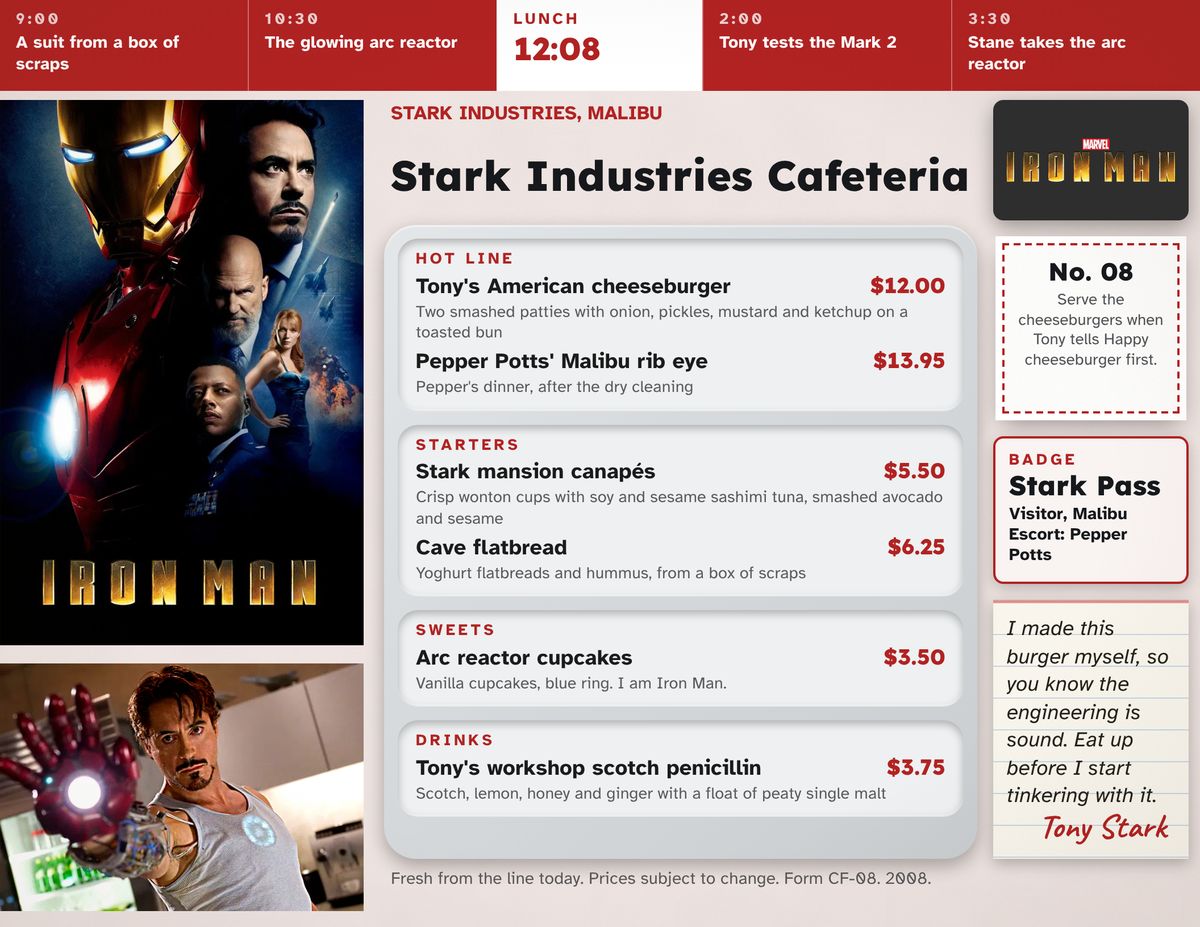 9:00
A suit from a box of
scraps
10:30
The glowing arc reactor
LUNCH
12:08
2:00
Tony tests the Mark 2
3:30
Stane takes the arc
reactor
IRON MAN
STARK INDUSTRIES, MALIBU
Stark Industries Cafeteria
HOT LINE
Tony's American cheeseburger $12.00
Two smashed patties with onion, pickles, mustard and ketchup on a
toasted bun
Pepper Potts' Malibu rib eye $13.95
Pepper's dinner, after the dry cleaning
STARTERS
Stark mansion canapés $5.50
Crisp wonton cups with soy and sesame sashimi tuna, smashed avocado
and sesame
Cave flatbread $6.25
Yoghurt flatbreads and hummus, from a box of scraps
SWEETS
Arc reactor cupcakes $3.50
Vanilla cupcakes, blue ring. I am Iron Man.
DRINKS
Tony's workshop scotch penicillin $3.75
Scotch, lemon, honey and ginger with a float of peaty single malt
Fresh from the line today. Prices subject to change. Form CF-08. 2008.
MARVEL
IRON MAN
No. 08
Serve the
cheeseburgers when
Tony tells Happy
cheeseburger first.
BADGE
Stark Pass
Visitor, Malibu
Escort: Pepper
Potts
I made this
burger myself, so
you know the
engineering is
sound. Eat up
before I start
tinkering with it.
Tony Stark